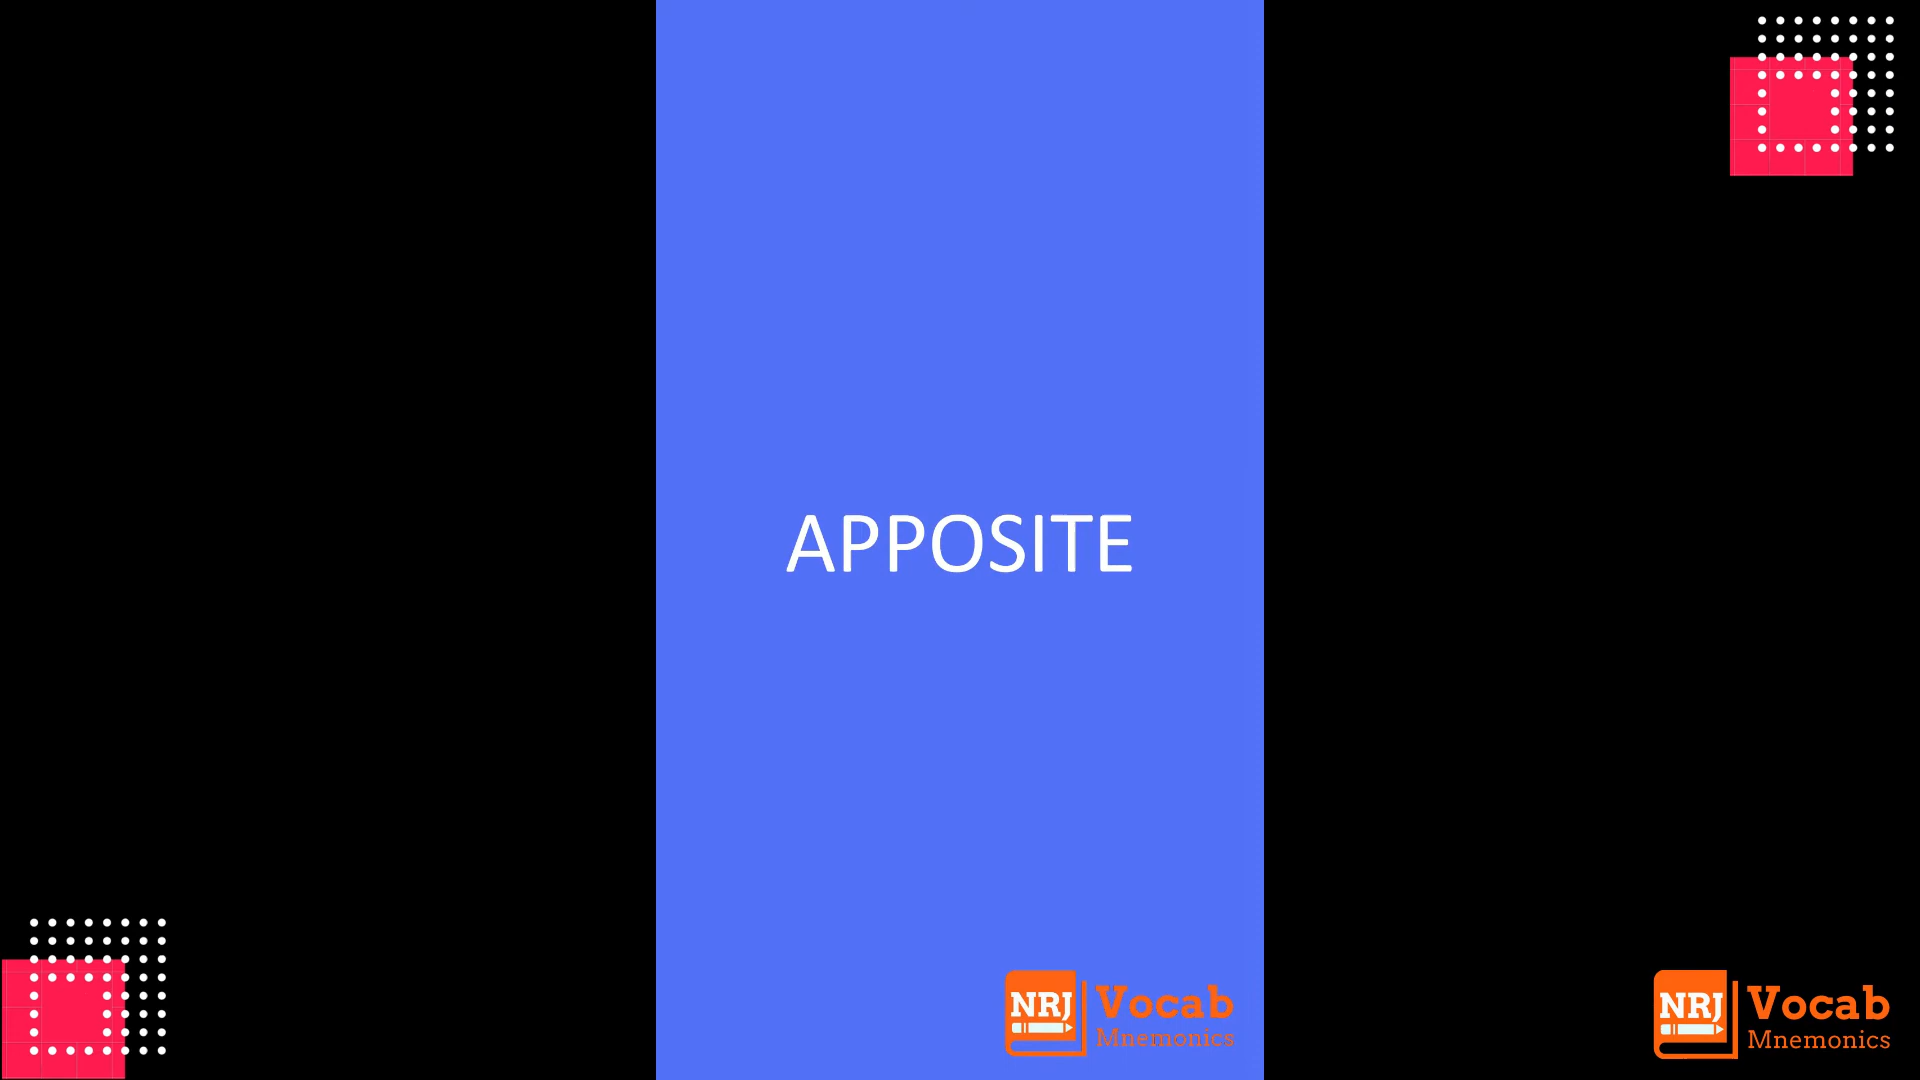 APPOSITE
NRJ Vocab
Mnemonics
NRJ Vocab
Mnemonics